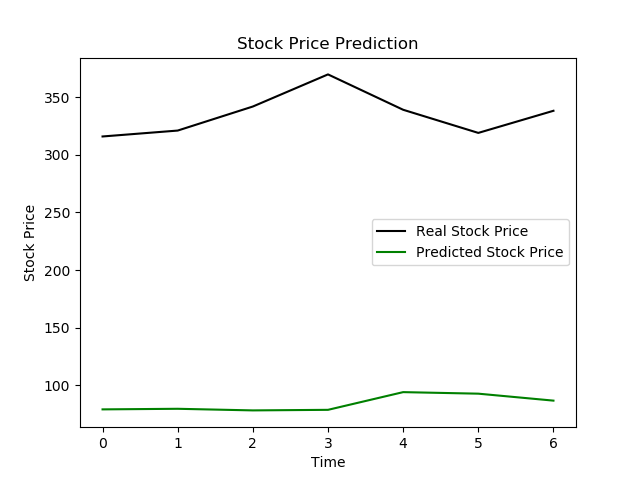 Stock Price Prediction
350
300
250
200
150
100
Stock Price
Real Stock Price
Predicted Stock Price
0 1 2 3 4 5 6
Time